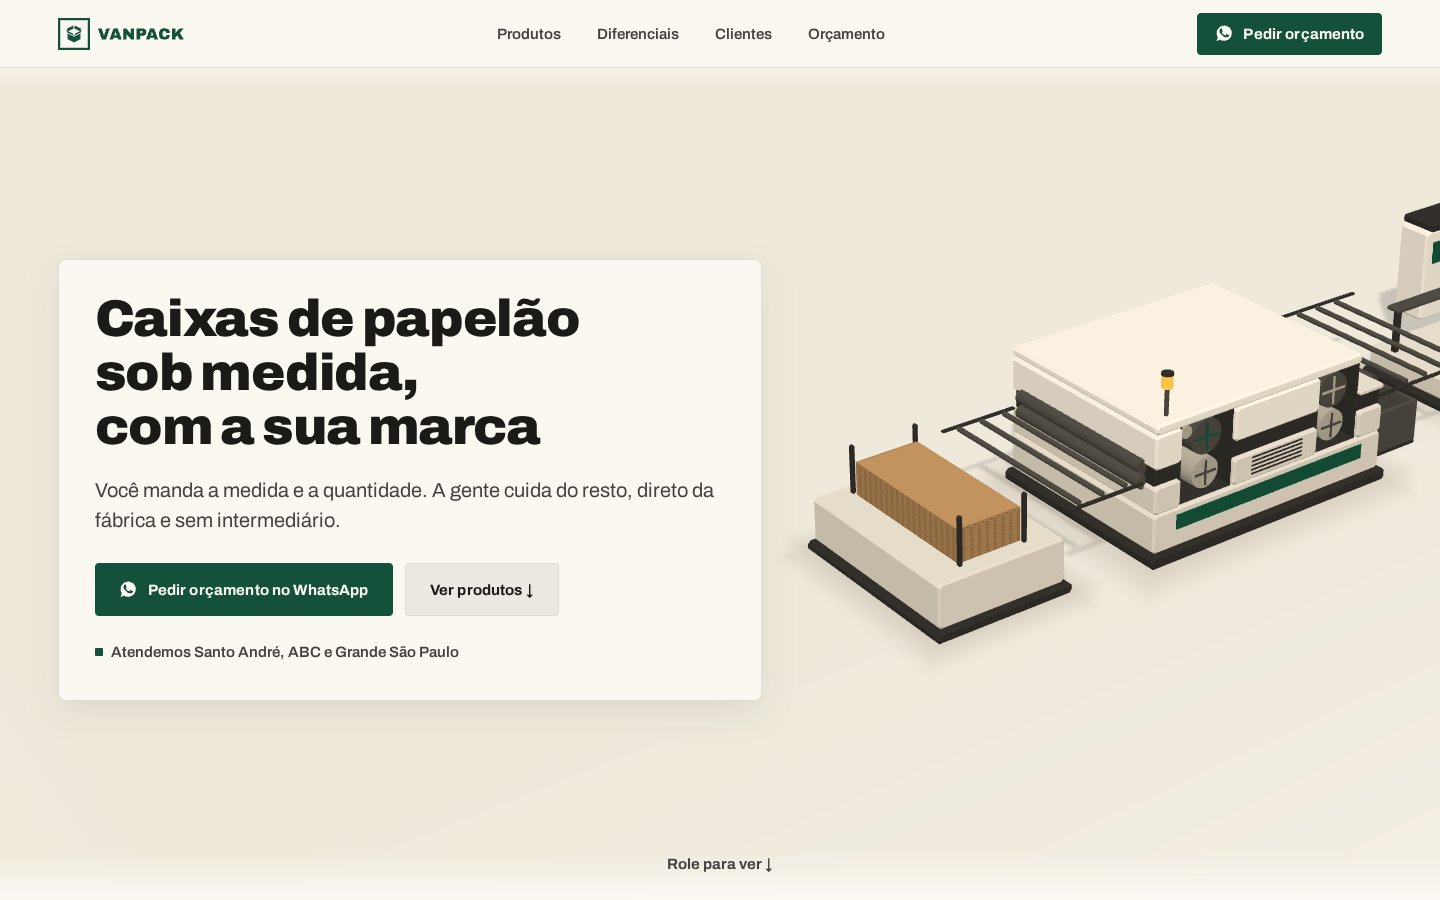 VANPACK
Produtos
Diferenciais
Clientes
Orçamento
Pedir orçamento
Caixas de papelão
sob medida,
com a sua marca
Você manda a medida e a quantidade. A gente cuida do resto, direto da
fábrica e sem intermediário.
Pedir orçamento no WhatsApp
Ver produtos ↓
Atendemos Santo André, ABC e Grande São Paulo
Role para ver ↓